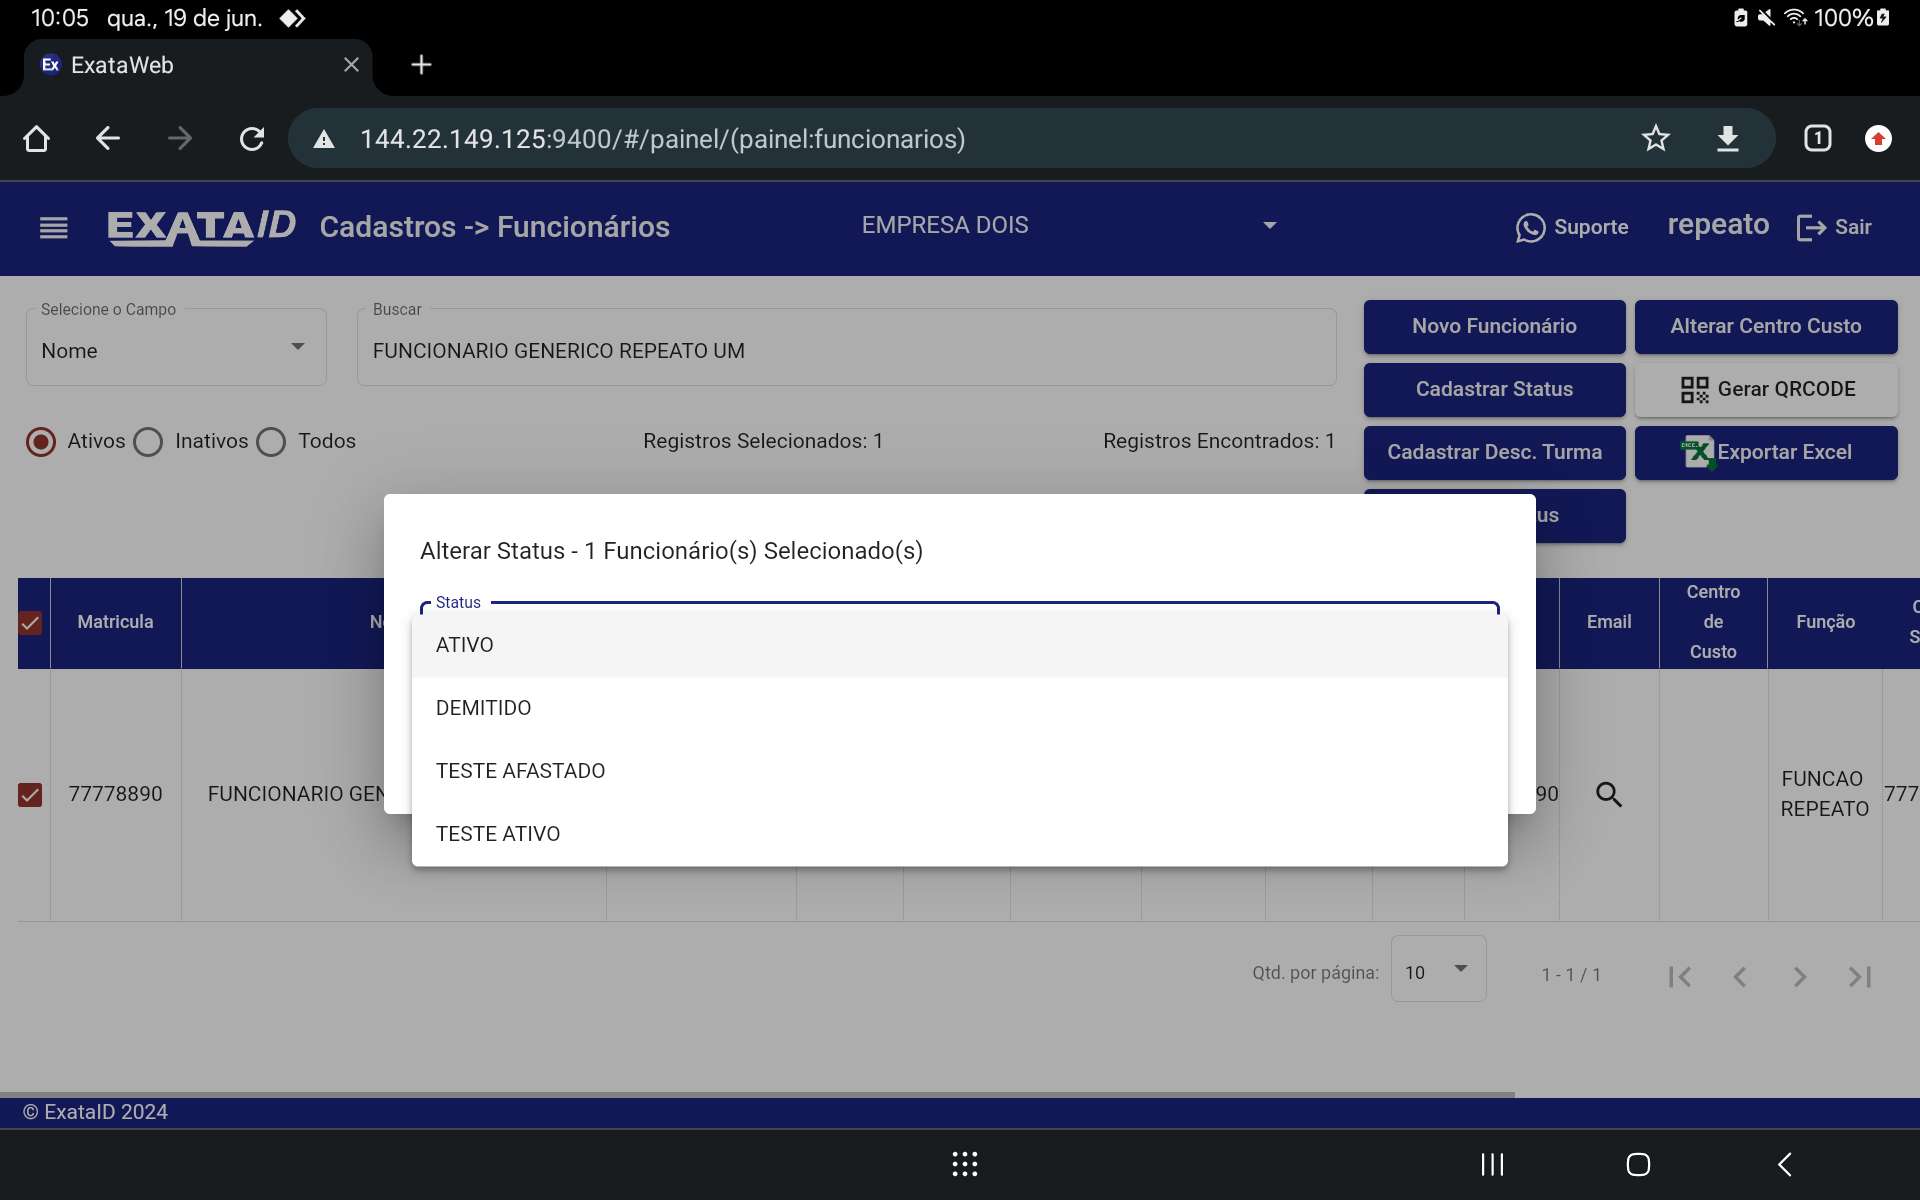 10:05 qua., 19 de jun. 100%
Ex ExataWeb
144.22.149.125:9400/#/painel/(painel:funcionarios) 1
EXATAID Cadastros -> Funcionários EMPRESA DOIS Suporte repeato Sair
Selecione o Campo Buscar
Nome FUNCIONARIO GENERICO REPEATO UM
Novo Funcionário Alterar Centro Custo
Cadastrar Status Gerar QRCODE
Ativos Inativos Todos Registros Selecionados: 1 Registros Encontrados: 1
Cadastrar Desc. Turma Exportar Excel
us
Alterar Status - 1 Funcionário(s) Selecionado(s)
Status
ATIVO
DEMITIDO
TESTE AFASTADO
TESTE ATIVO
Matricula Email Centro
de
Custo Função
77778890 FUNCIONARIO GEN 90 FUNCAO
REPEATO 777
Qtd. por página: 10 1 - 1 / 1
© ExataID 2024